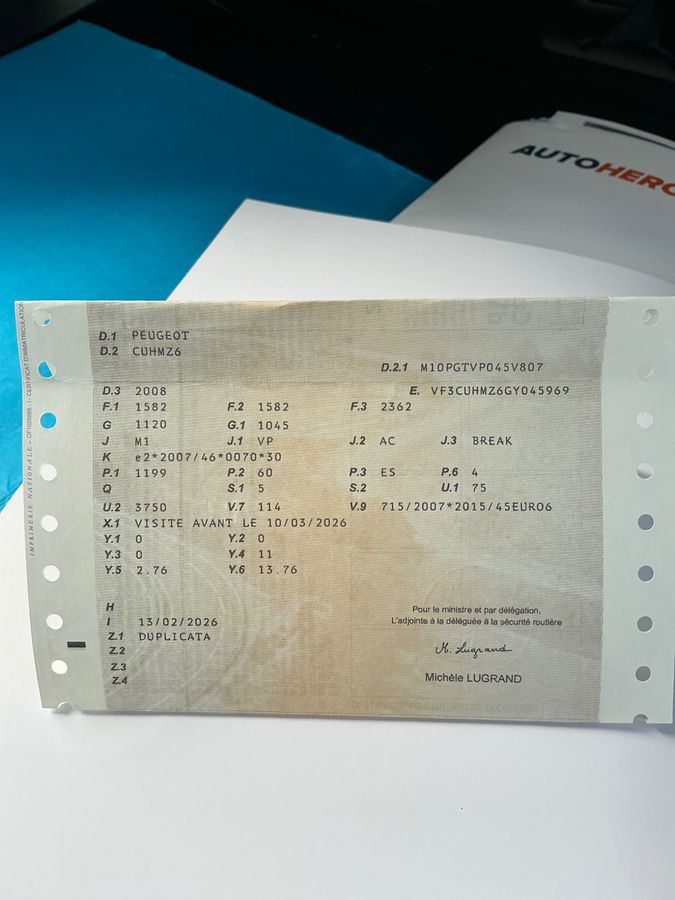 AUTOHERO
D.1 PEUGEOT
D.2 CUHMZ6
D.2.1 M10PGTVP045V807
D.3 2008 E. VF3CUHMZ6GY045969
F.1 1582 F.2 1582 F.3 2362
G 1120 G.1 1045
J M1 J.1 VP J.2 AC J.3 BREAK
K e2*2007/46*0070*30
P.1 1199 P.2 60 P.3 ES P.6 4
Q S.1 5 S.2 U.1 75
U.2 3750 V.7 114 V.9 715/2007*2015/45EURO6
X.1 VISITE AVANT LE 10/03/2026
Y.1 0 Y.2 0
Y.3 0 Y.4 11
Y.5 2.76 Y.6 13.76
H
I 13/02/2026
Z.1 DUPLICATA
Z.2
Z.3
Z.4
Pour le ministre et par délégation,
L'adjointe à la déléguée à la sécurité routière
M. Lugrand
Michèle LUGRAND